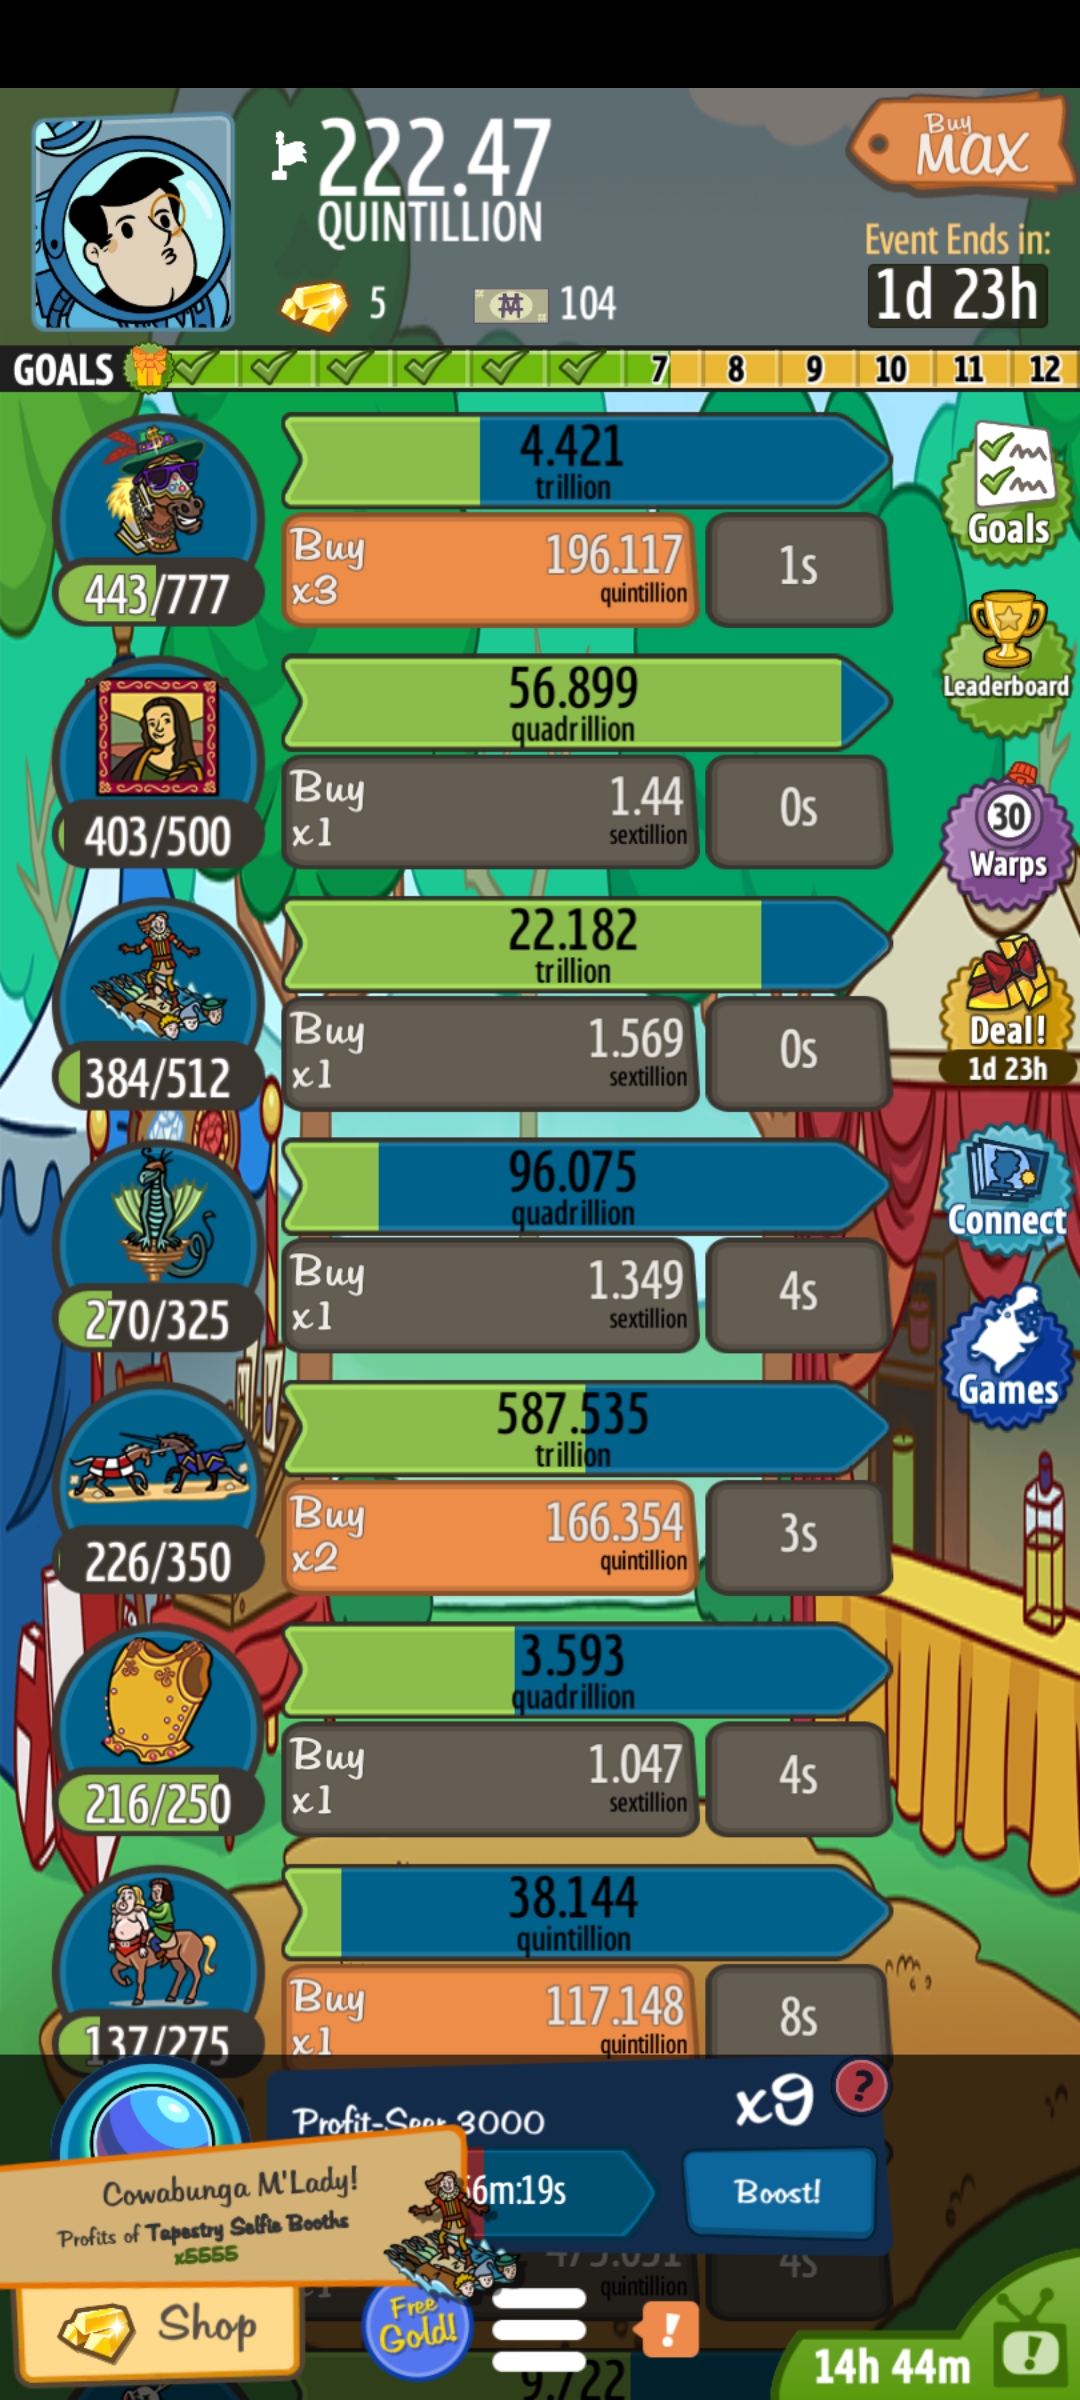 222.47
QUINTILLION
Buy
MAX
5
104
Event Ends in:
1d 23h
GOALS
7 8 9 10 11 12
4.421
trillion
443/777
Buy
x3
196.117
quintillion
1s
Goals
Leaderboard
56.899
quadrillion
403/500
Buy
x1
1.44
sextillion
0s
30
Warps
22.182
trillion
384/512
Buy
x1
1.569
sextillion
0s
Deal!
1d 23h
96.075
quadrillion
270/325
Buy
x1
1.349
sextillion
4s
Connect
Games
587.535
trillion
226/350
Buy
x2
166.354
quintillion
3s
3.593
quadrillion
216/250
Buy
x1
1.047
sextillion
4s
38.144
quintillion
137/275
Buy
x1
117.148
quintillion
8s
Profit-Seer 3000
x9
?
6m:19s
Boost!
Cowabunga M'Lady!
Profits of Tapestry Selfie Booths
x5555
quintillion
4s
Shop
Free
Gold!
!
14h 44m
!
9.722